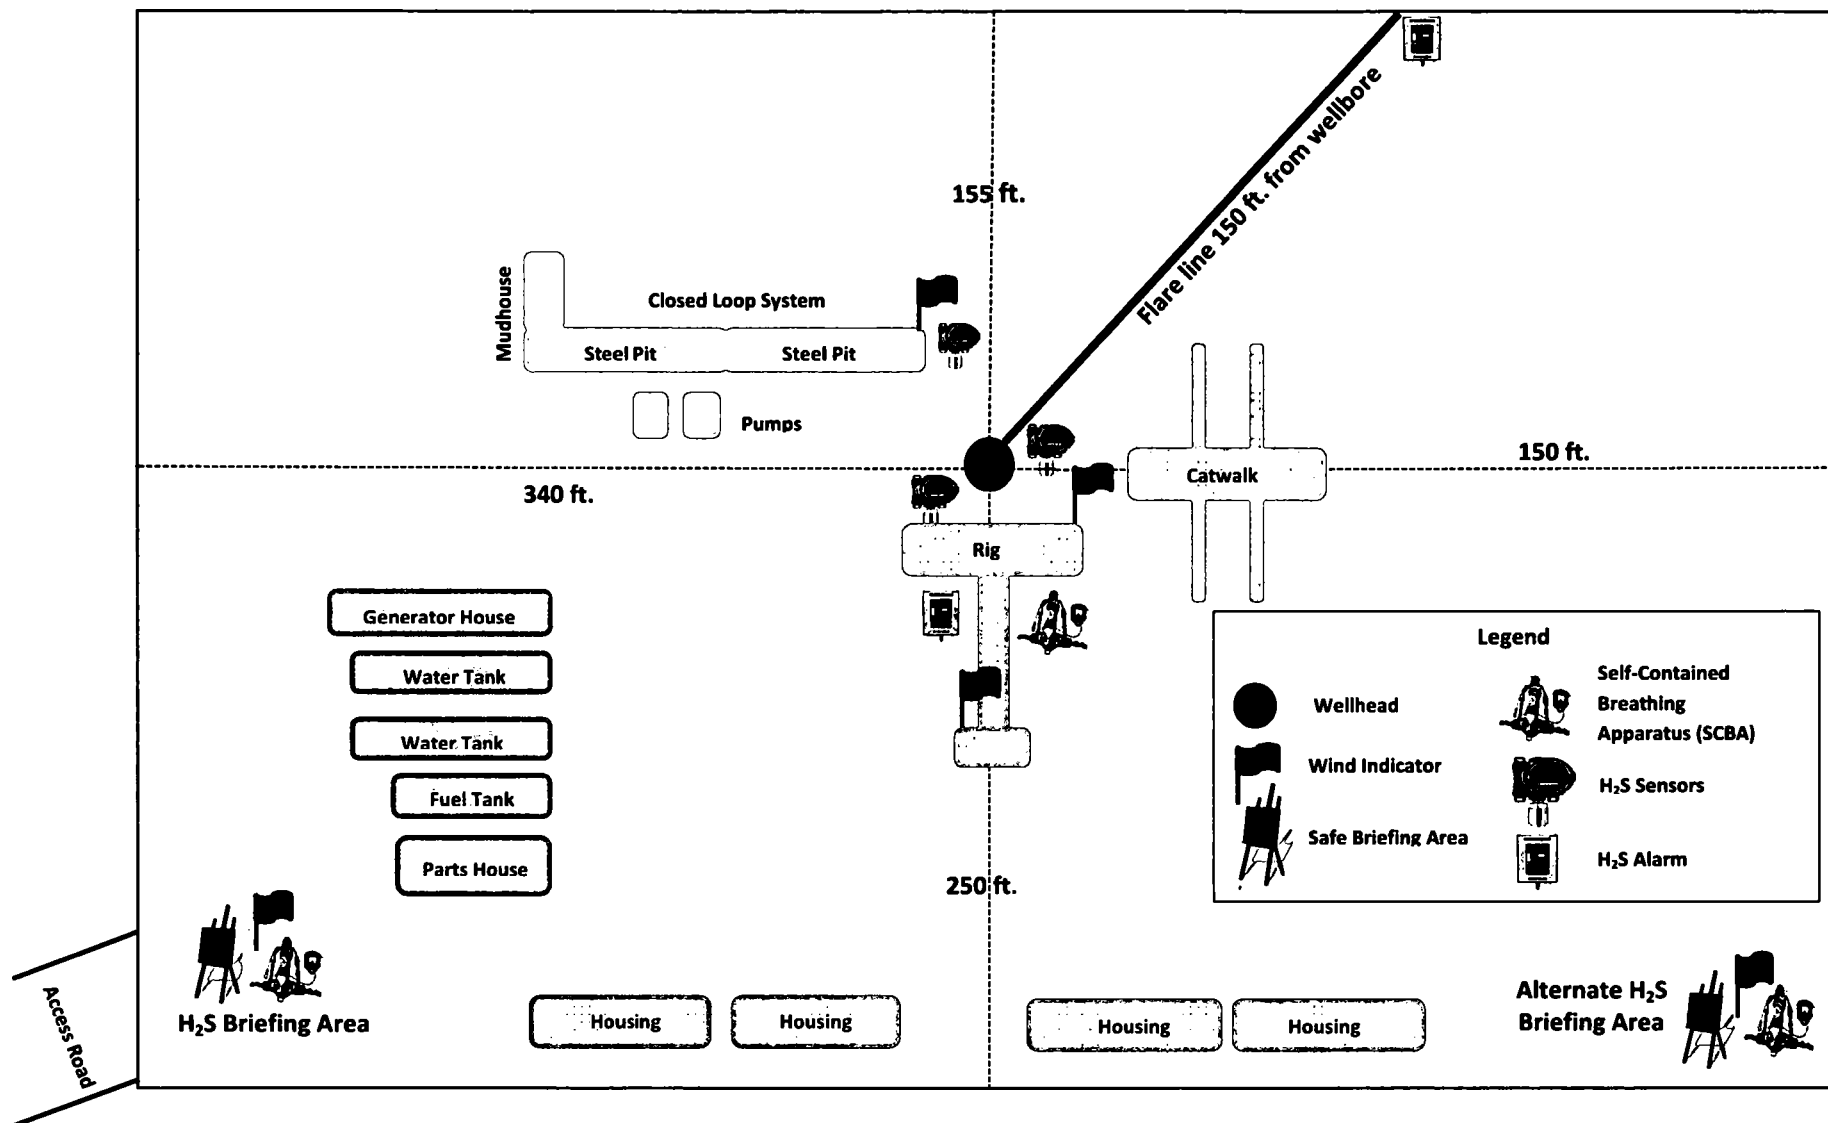 155 ft.
Flare line 150 ft. from wellbore
Mudhouse
Closed Loop System
Steel Pit
Steel Pit
Pumps
150 ft.
Catwalk
340 ft.
Rig
Generator House
Water Tank
Water Tank
Fuel Tank
Parts House
250 ft.
Legend
Wellhead
Wind Indicator
Safe Briefing Area
Self-Contained
Breathing
Apparatus (SCBA)
H₂S Sensors
H₂S Alarm
Access Road
H₂S Briefing Area
Housing
Housing
Housing
Housing
Alternate H₂S
Briefing Area